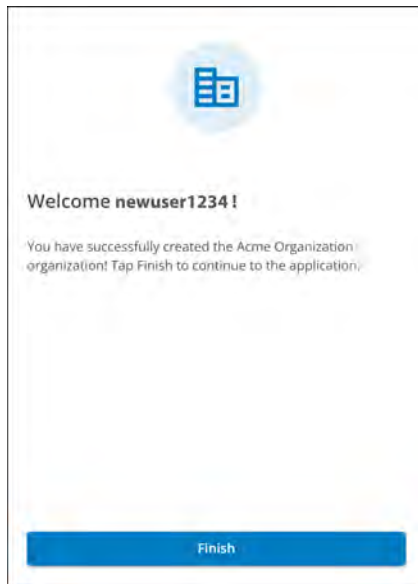 Welcome newuser1234!
You have successfully created the Acme Organization
organization! Tap Finish to continue to the application.
Finish